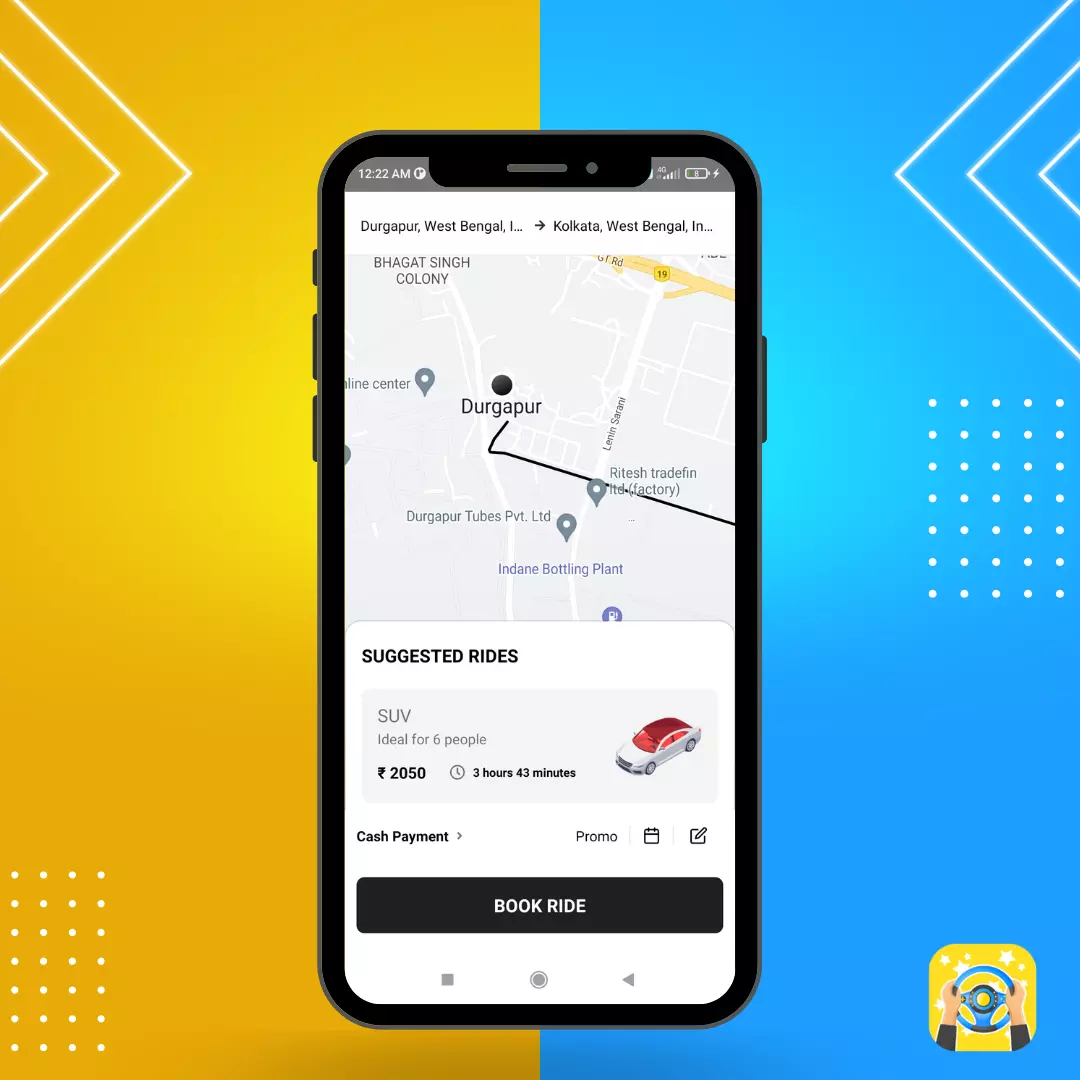 12:22 AM
4G
8
Durgapur, West Bengal, I... → Kolkata, West Bengal, In...
BHAGAT SINGH
COLONY
GT Rd
19
nline center
Durgapur
Lenin Sarani
Ritesh tradefin
ltd (factory)
...
Durgapur Tubes Pvt. Ltd
Indane Bottling Plant
SUGGESTED RIDES
SUV
Ideal for 6 people
₹ 2050
3 hours 43 minutes
Cash Payment >
Promo
BOOK RIDE